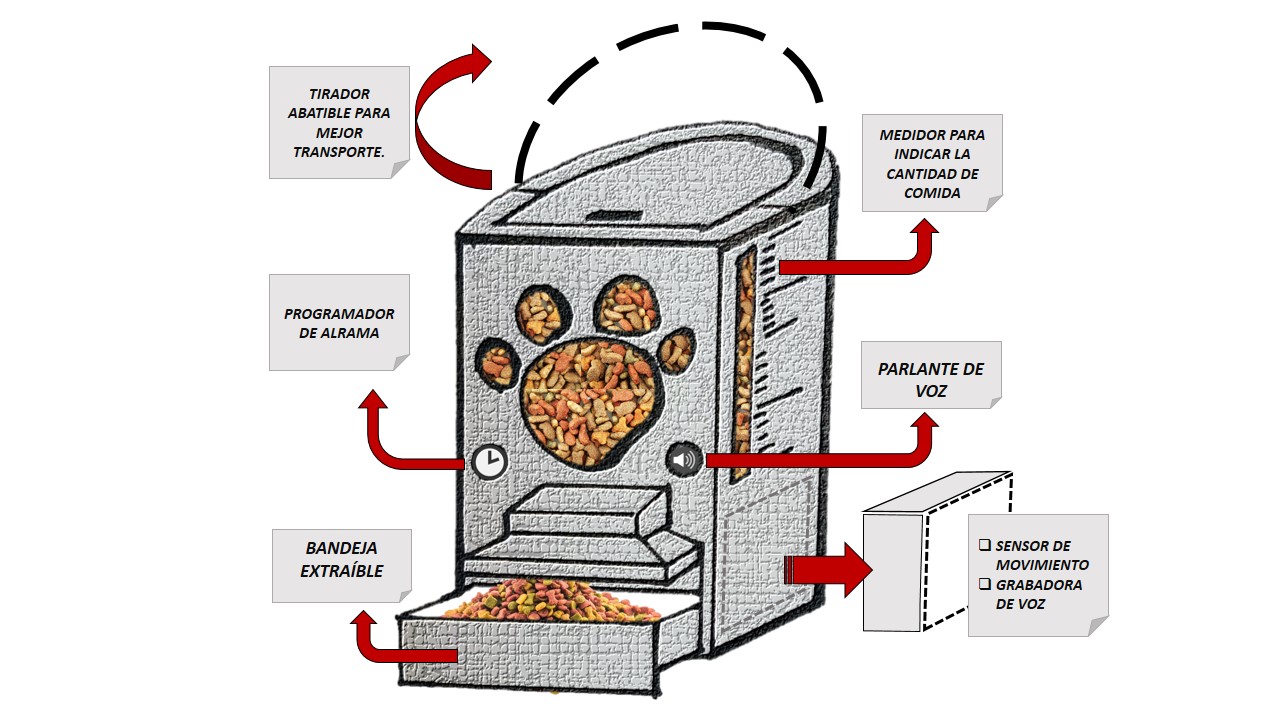 TIRADOR
ABATIBLE PARA
MEJOR
TRANSPORTE.
MEDIDOR PARA
INDICAR LA
CANTIDAD DE
COMIDA
PROGRAMADOR
DE ALRAMA
PARLANTE DE
VOZ
BANDEJA
EXTRAÍBLE
❑ SENSOR DE
MOVIMIENTO
❑ GRABADORA
DE VOZ